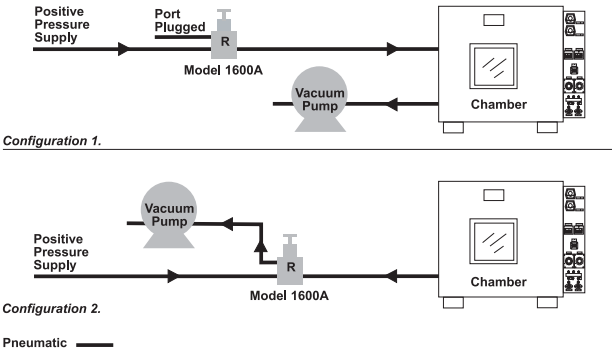 Positive
Pressure
Supply
Port
Plugged
R
Model 1600A
Vacuum
Pump
Chamber
Configuration 1.
Vacuum
Pump
Positive
Pressure
Supply
R
Model 1600A
Chamber
Configuration 2.
Pneumatic